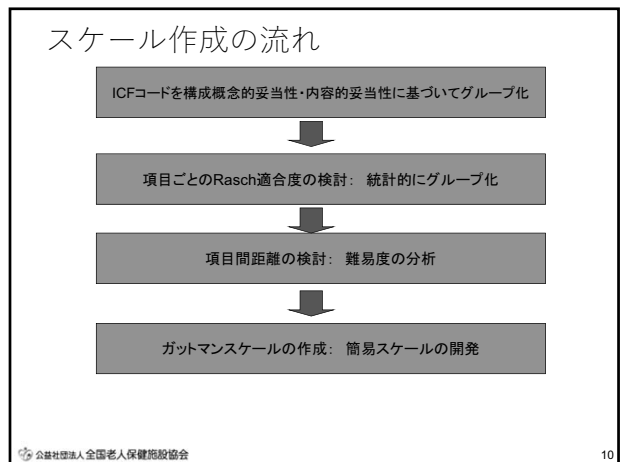 スケール作成の流れ
ICFコードを構成概念的妥当性・内容的妥当性に基づいてグループ化
項目ごとのRasch適合度の検討： 統計的にグループ化
項目間距離の検討： 難易度の分析
ガットマンスケールの作成： 簡易スケールの開発
公益社団法人 全国老人保健施設協会
10